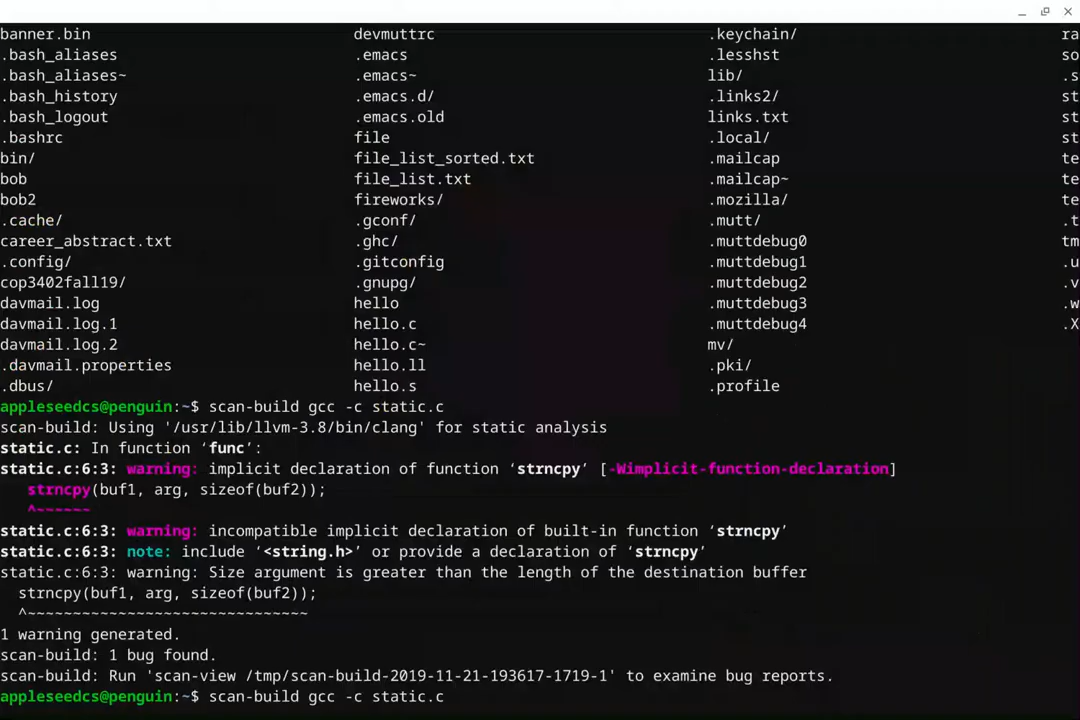 banner.bin devmuttrc .keychain/ ra
.bash_aliases .emacs .lesshst so
.bash_aliases~ .emacs~ lib/ .s
.bash_history .emacs.d/ .links2/ st
.bash_logout .emacs.old links.txt st
.bashrc file .local/ st
bin/ file_list_sorted.txt .mailcap te
bob file_list.txt .mailcap~ te
bob2 fireworks/ .mozilla/ te
.cache/ .gconf/ .mutt/ .t
career_abstract.txt .ghc/ .muttdebug0 tm
.config/ .gitconfig .muttdebug1 .u
cop3402fall19/ .gnupg/ .muttdebug2 .v
davmail.log hello .muttdebug3 .w
davmail.log.1 hello.c .muttdebug4 .X
davmail.log.2 hello.c~ mv/
.davmail.properties hello.ll .pki/
.dbus/ hello.s .profile
appleseedcs@penguin:~$ scan-build gcc -c static.c
scan-build: Using '/usr/lib/llvm-3.8/bin/clang' for static analysis
static.c: In function ‘func’:
static.c:6:3: warning: implicit declaration of function ‘strncpy’ [-Wimplicit-function-declaration]
strncpy(buf1, arg, sizeof(buf2));
^~~~~~~
static.c:6:3: warning: incompatible implicit declaration of built-in function ‘strncpy’
static.c:6:3: note: include ‘<string.h>’ or provide a declaration of ‘strncpy’
static.c:6:3: warning: Size argument is greater than the length of the destination buffer
strncpy(buf1, arg, sizeof(buf2));
^~~~~~~~~~~~~~~~~~~~~~~~~~~~~~~~
1 warning generated.
scan-build: 1 bug found.
scan-build: Run 'scan-view /tmp/scan-build-2019-11-21-193617-1719-1' to examine bug reports.
appleseedcs@penguin:~$ scan-build gcc -c static.c